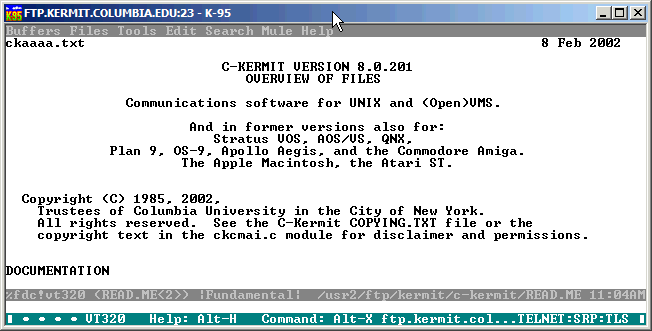 K95 FTP.KERMIT.COLUMBIA.EDU:23 - K-95
Buffers Files Tools Edit Search Mule Help
ckaaaa.txt 8 Feb 2002
C-KERMIT VERSION 8.0.201
OVERVIEW OF FILES
Communications software for UNIX and (Open)VMS.
And in former versions also for:
Stratus VOS, AOS/VS, QNX,
Plan 9, OS-9, Apollo Aegis, and the Commodore Amiga.
The Apple Macintosh, the Atari ST.
Copyright (C) 1985, 2002,
Trustees of Columbia University in the City of New York.
All rights reserved. See the C-Kermit COPYING.TXT file or the
copyright text in the ckcmai.c module for disclaimer and permissions.
DOCUMENTATION
%fdc!vt320 <READ.ME<2>> |Fundamental| /usr2/ftp/kermit/c-kermit/READ.ME 11:04AM
VT320 Help: Alt-H Command: Alt-X ftp.kermit.col...TELNET:SRP:TLS